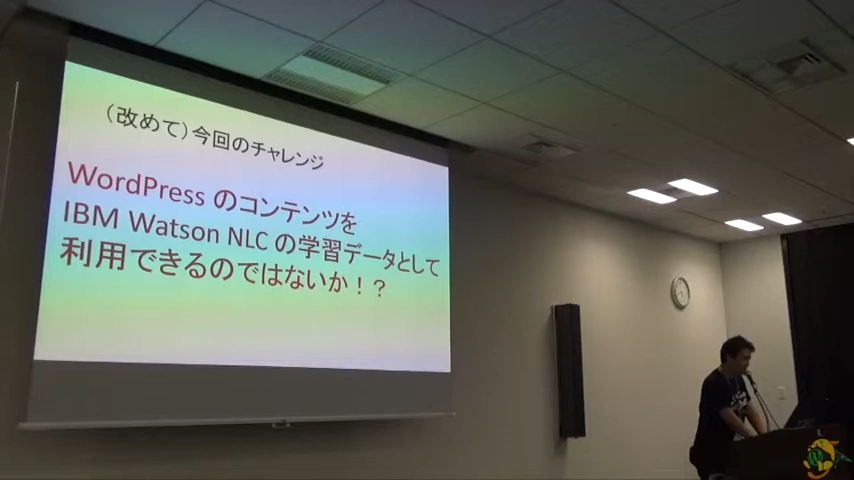 （改めて）今回のチャレンジ
WordPress のコンテンツを
IBM Watson NLC の学習データとして
利用できるのではないか！？